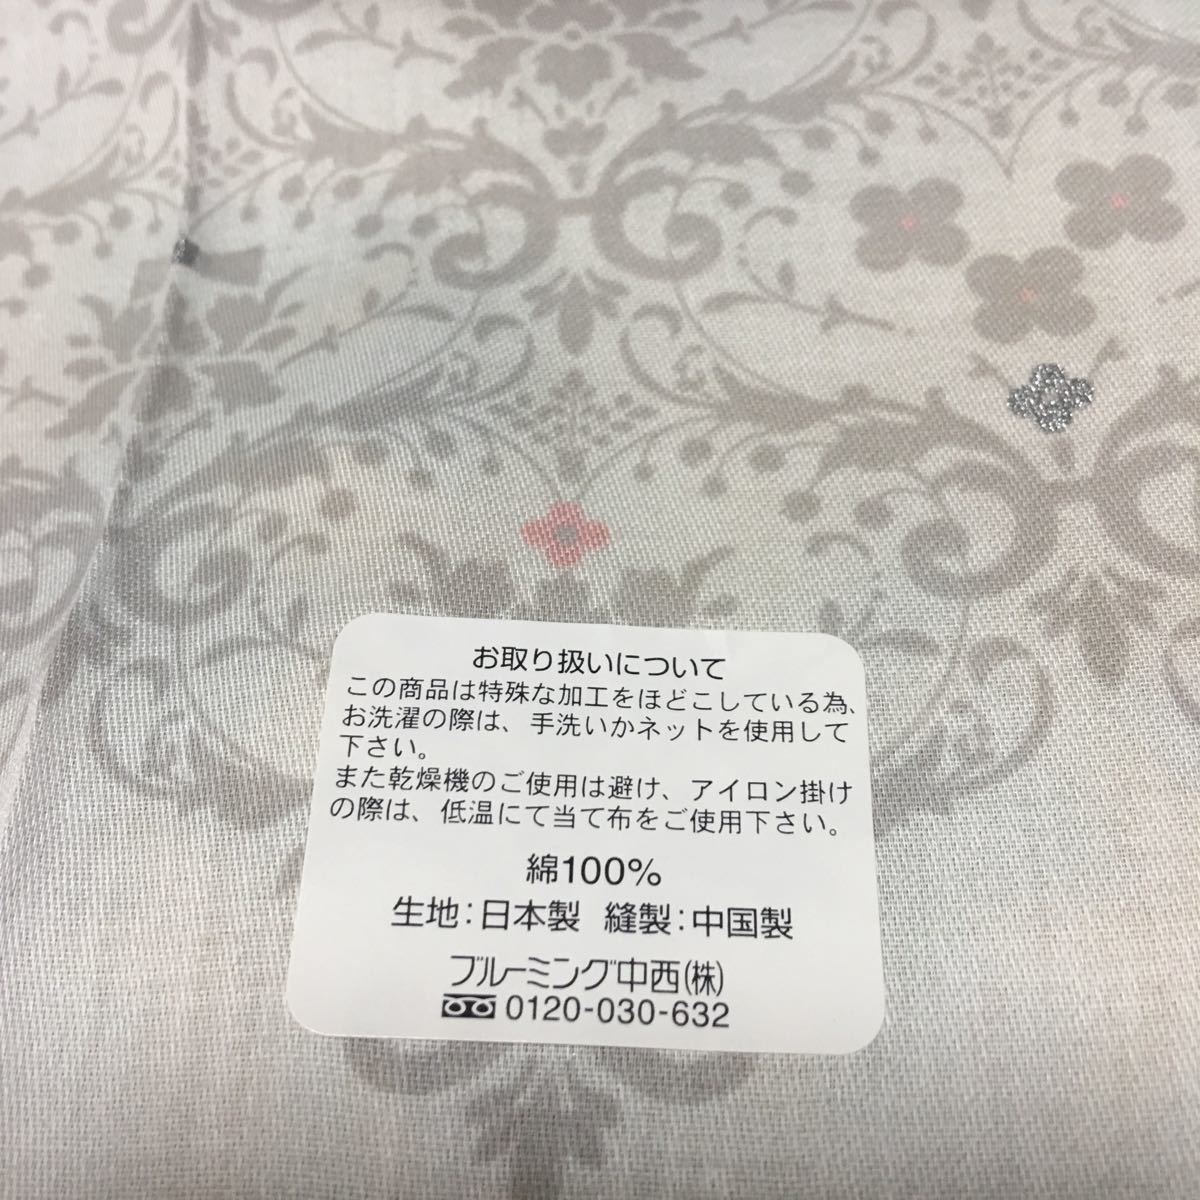 お取り扱いについて
この商品は特殊な加工をほどこしている為、
お洗濯の際は、手洗いかネットを使用して
下さい。
また乾燥機のご使用は避け、アイロン掛け
の際は、低温にて当て布をご使用下さい。
綿100%
生地:日本製 縫製:中国製
ブルーミング中西(株)
0120-030-632